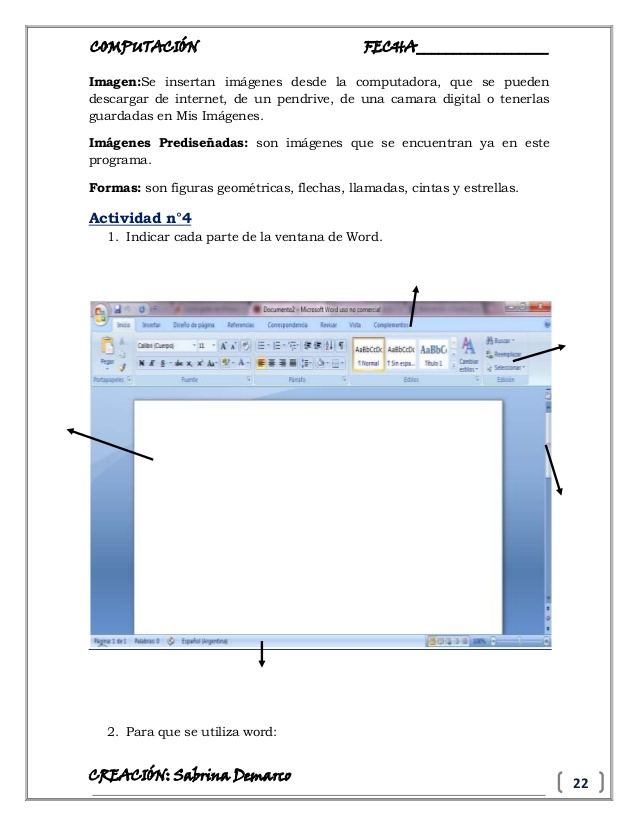 COMPUTACIÓN FECHA__________________
Imagen:Se insertan imágenes desde la computadora, que se pueden
descargar de internet, de un pendrive, de una camara digital o tenerlas
guardadas en Mis Imágenes.
Imágenes Prediseñadas: son imágenes que se encuentran ya en este
programa.
Formas: son figuras geométricas, flechas, llamadas, cintas y estrellas.
Actividad n°4
1. Indicar cada parte de la ventana de Word.
Documento2 - Microsoft Word uso no comercial
Inicio Insertar Diseño de página Referencias Correspondencia Revisar Vista Complementos
Calibri (Cuerpo) 11 AaBbCcDc AaBbCcDc AaBbC Buscar
Reemplazar
Pegar N K S abc ¶ Normal ¶ Sin espa... Título 1 Cambiar estilos Seleccionar
Portapapeles Fuente Párrafo Estilos Edición
Página: 1 de 1 Palabras: 0 Español (Argentina) 100%
2. Para que se utiliza word:
CREACIÓN: Sabrina Demarco
22